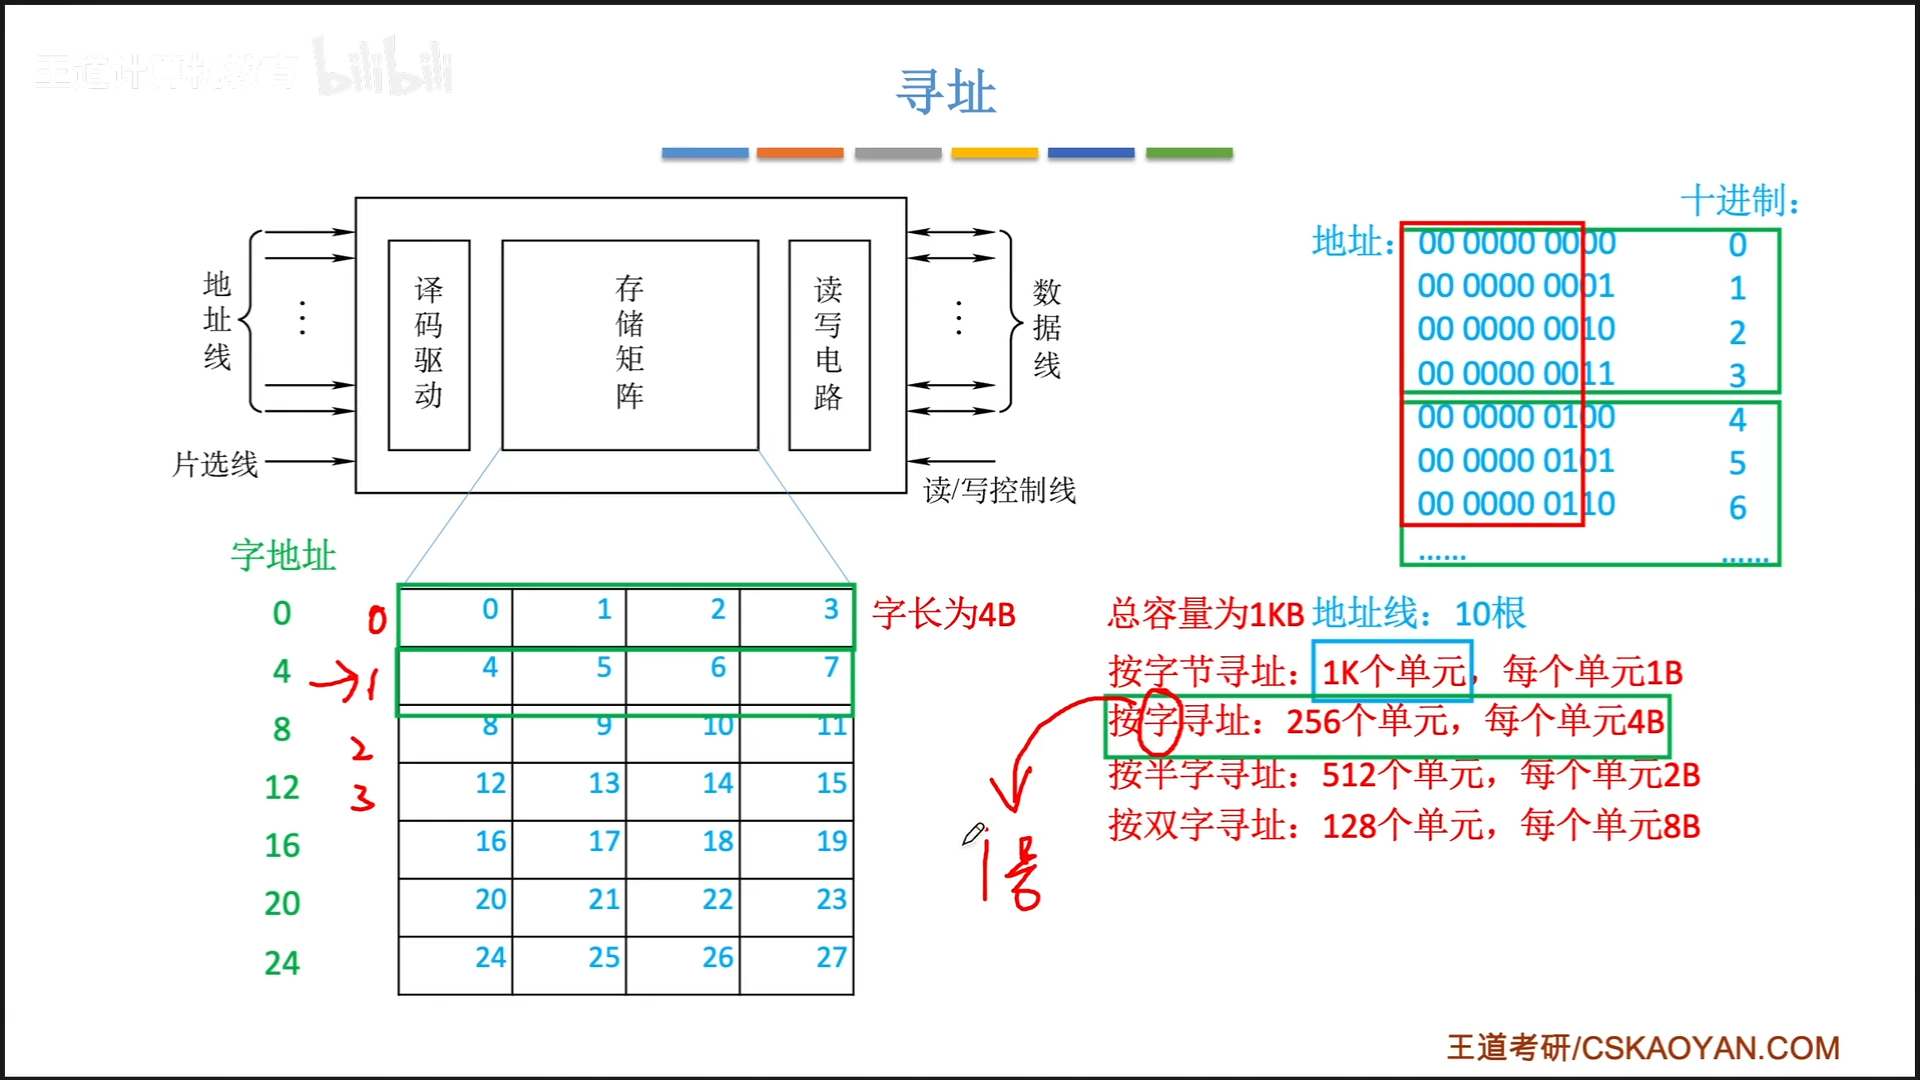 王道计算机教育 bilibili
寻址
地址线
译码驱动
存储矩阵
读写电路
数据线
片选线
读/写控制线
十进制：
地址：
00 0000 0000 0
00 0000 0001 1
00 0000 0010 2
00 0000 0011 3
00 0000 0100 4
00 0000 0101 5
00 0000 0110 6
...... ......
字地址
0 0 0 1 2 3 字长为4B
4 1 4 5 6 7
8 2 8 9 10 11
12 3 12 13 14 15
16 16 17 18 19
20 20 21 22 23
24 24 25 26 27
总容量为1KB 地址线：10根
按字节寻址：1K个单元，每个单元1B
按字寻址：256个单元，每个单元4B
按半字寻址：512个单元，每个单元2B
按双字寻址：128个单元，每个单元8B
1号
王道考研/CSKAOYAN.COM